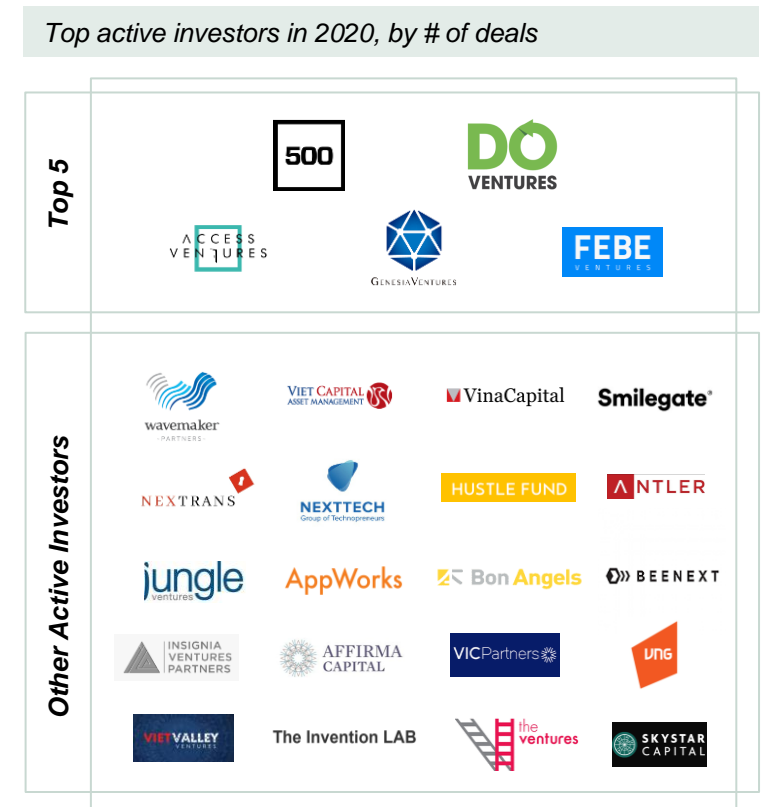 Top active investors in 2020, by # of deals
Top 5
500
DO
VENTURES
ACCESS
VENTURES
GENESIAVENTURES
FEBE
VENTURES
Other Active Investors
wavemaker
·PARTNERS·
VIET CAPITAL
ASSET MANAGEMENT
VinaCapital
Smilegate®
NEXTRANS
NEXTTECH
Group of Technopreneurs
HUSTLE FUND
ANTLER
jungle
ventures
AppWorks
Bon Angels
BEENEXT
INSIGNIA
VENTURES
PARTNERS
AFFIRMA
CAPITAL
VICPartners
VNG
VIETVALLEY
VENTURES
The Invention LAB
the
ventures
SKYSTAR
CAPITAL